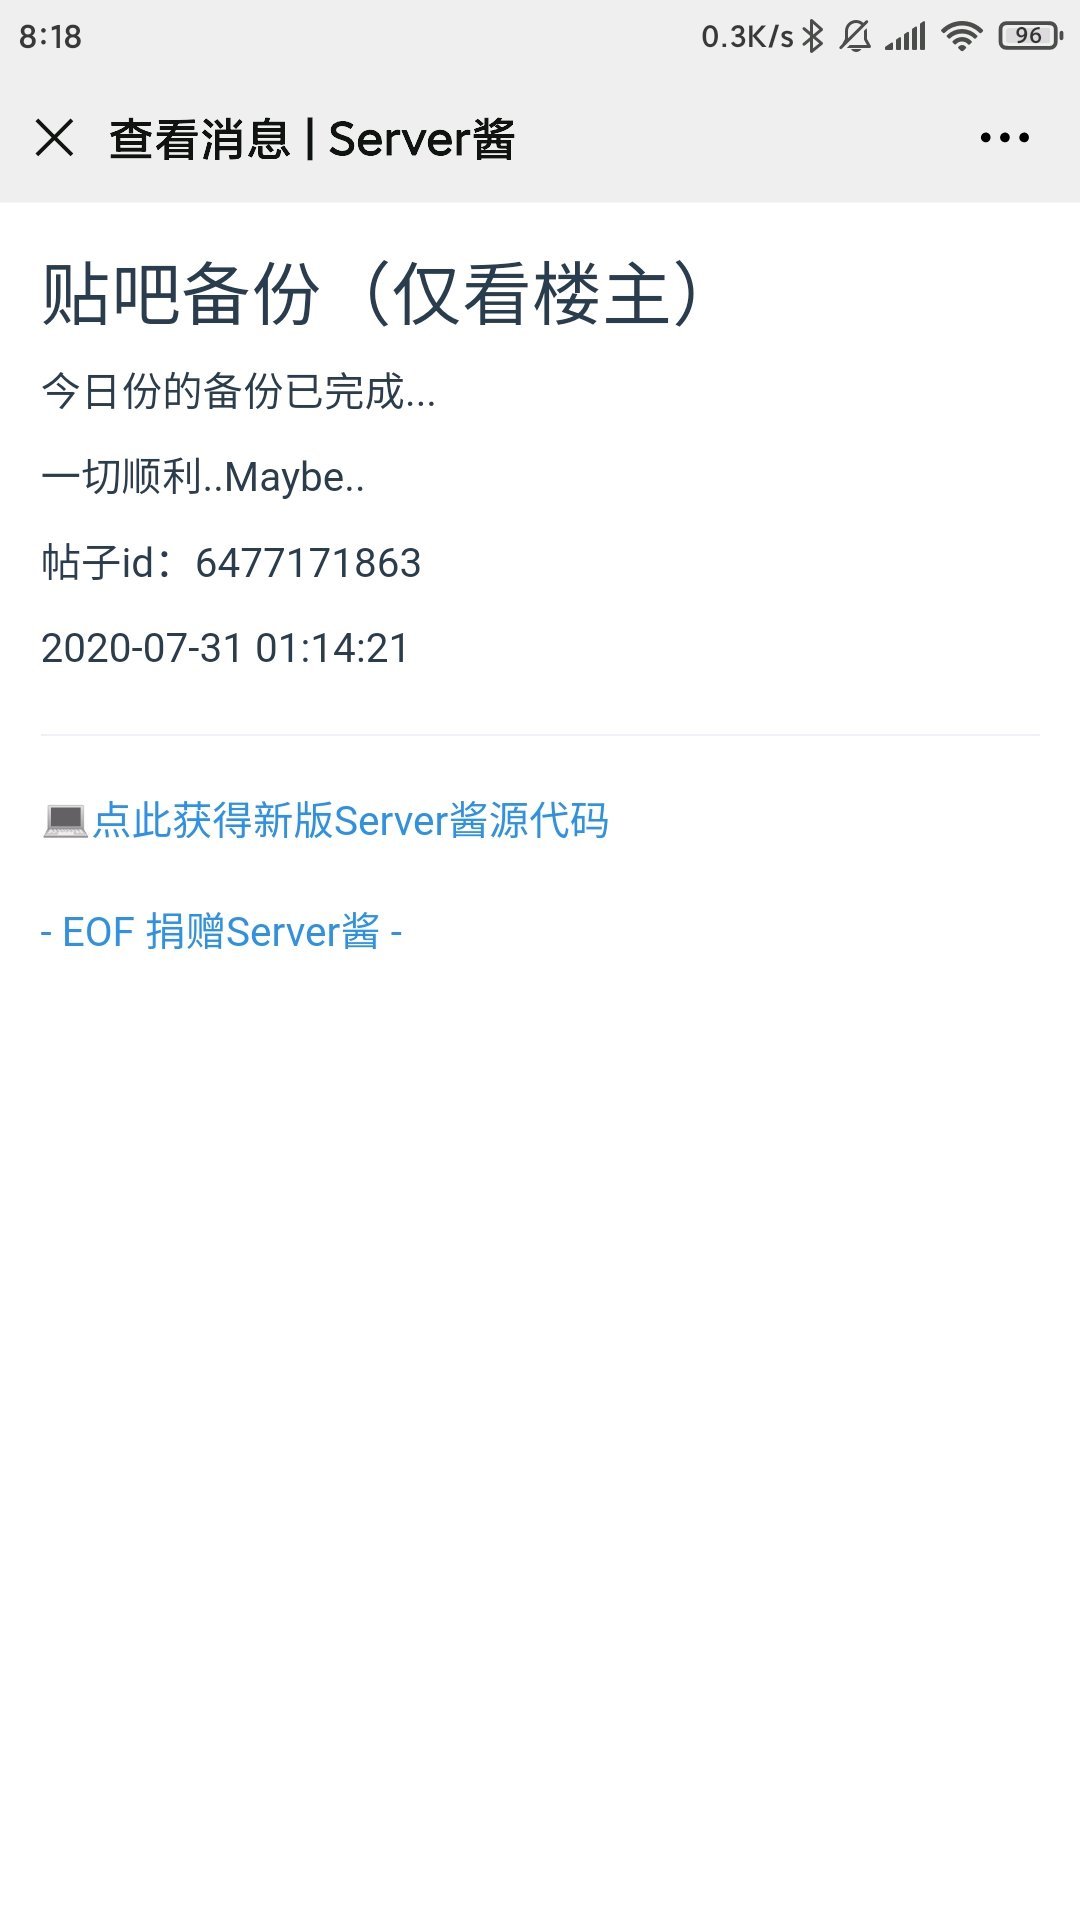 8:18
0.3K/s
96
查看消息 | Server酱
贴吧备份（仅看楼主）
今日份的备份已完成...
一切顺利..Maybe..
帖子id：6477171863
2020-07-31 01:14:21
💻点此获得新版Server酱源代码
- EOF 捐赠Server酱 -